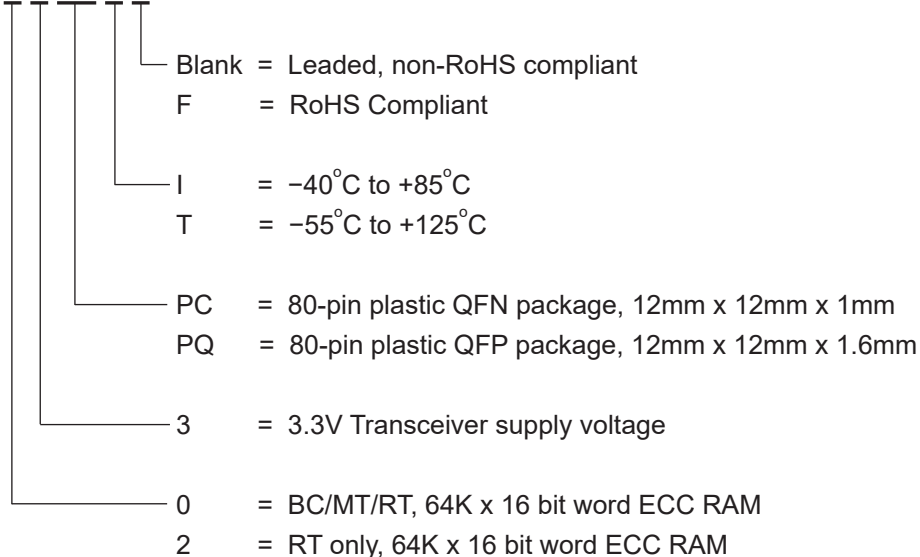 Blank = Leaded, non-RoHS compliant
F = RoHS Compliant
I = −40°C to +85°C
T = −55°C to +125°C
PC = 80-pin plastic QFN package, 12mm x 12mm x 1mm
PQ = 80-pin plastic QFP package, 12mm x 12mm x 1.6mm
3 = 3.3V Transceiver supply voltage
0 = BC/MT/RT, 64K x 16 bit word ECC RAM
2 = RT only, 64K x 16 bit word ECC RAM